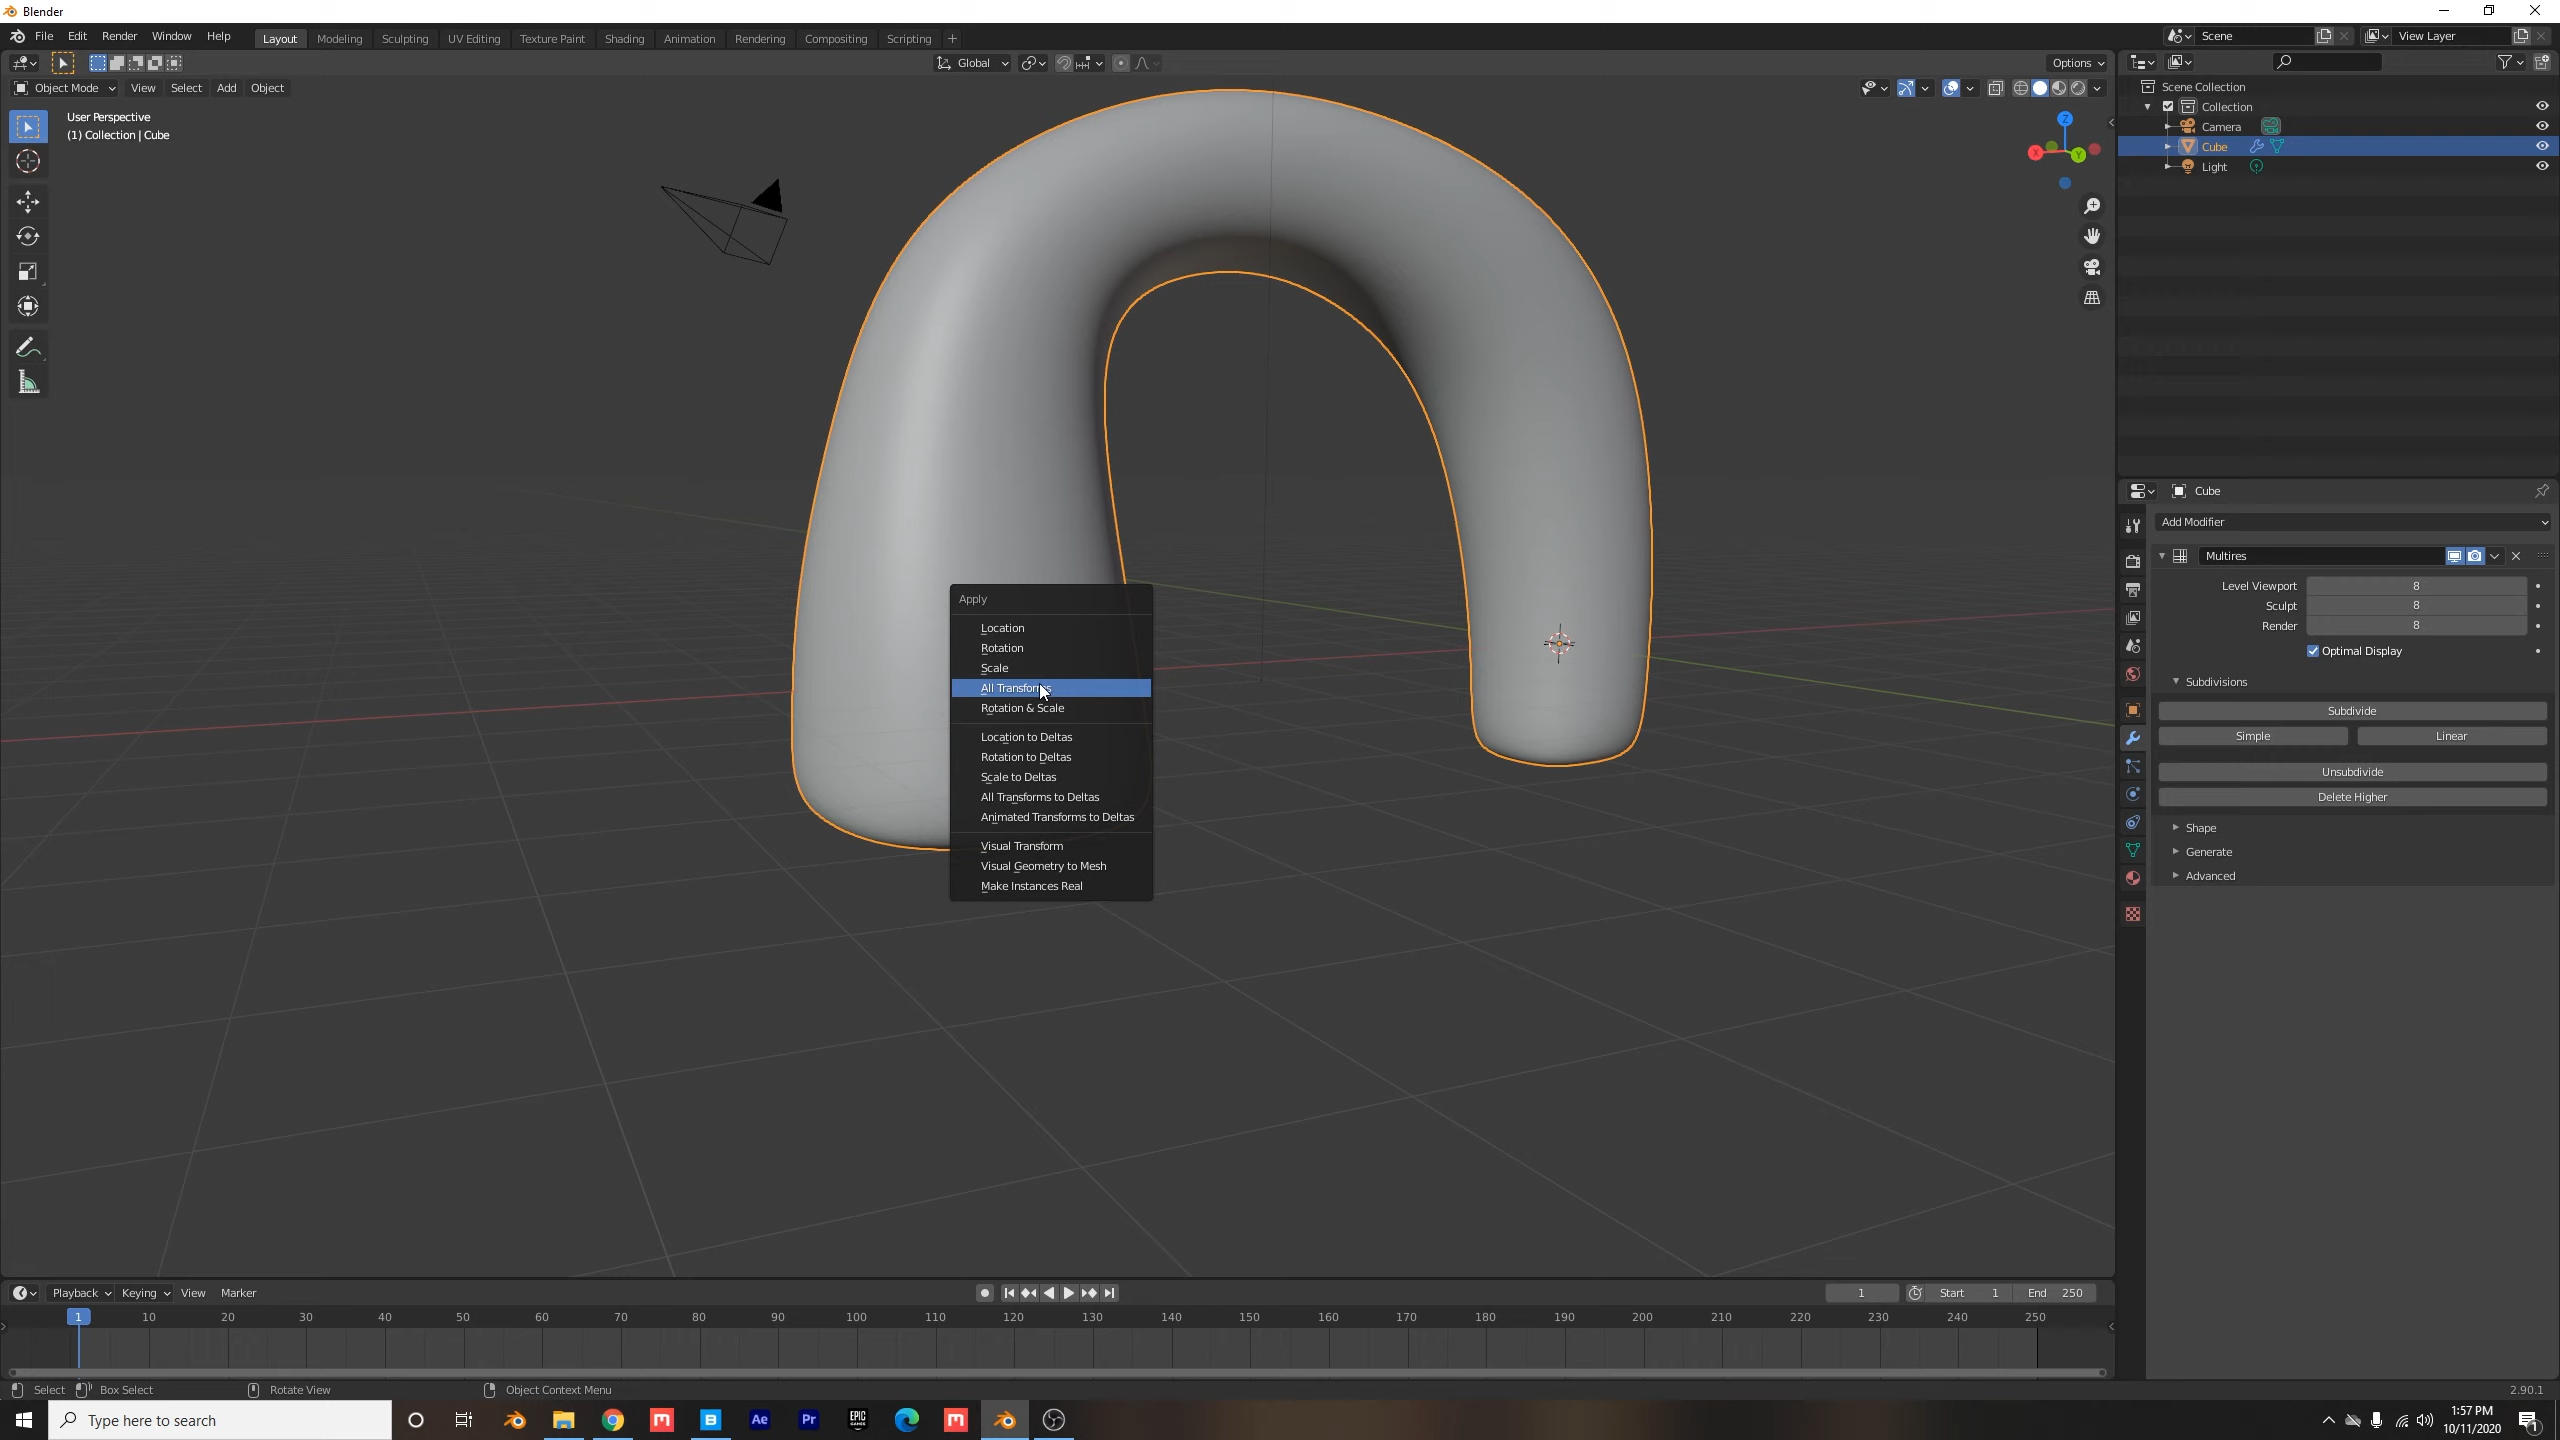 Blender
File Edit Render Window Help Layout Modeling Sculpting UV Editing Texture Paint Shading Animation Rendering Compositing Scripting + Scene View Layer
Global Options
Object Mode View Select Add Object
User Perspective
(1) Collection | Cube
Z
X Y
Scene Collection
Collection
Camera
Cube
Light
Apply
Location
Rotation
Scale
All Transforms
Rotation & Scale
Location to Deltas
Rotation to Deltas
Scale to Deltas
All Transforms to Deltas
Animated Transforms to Deltas
Visual Transform
Visual Geometry to Mesh
Make Instances Real
Cube
Add Modifier
Multires
Level Viewport 8
Sculpt 8
Render 8
Optimal Display
Subdivisions
Subdivide
Simple Linear
Unsubdivide
Delete Higher
Shape
Generate
Advanced
Playback Keying View Marker 1 Start 1 End 250
1 10 20 30 40 50 60 70 80 90 100 110 120 130 140 150 160 170 180 190 200 210 220 230 240 250
Select Box Select Rotate View Object Context Menu 2.90.1
Type here to search
M B Ae Pr EPIC GAMES M
1:57 PM
10/11/2020
1